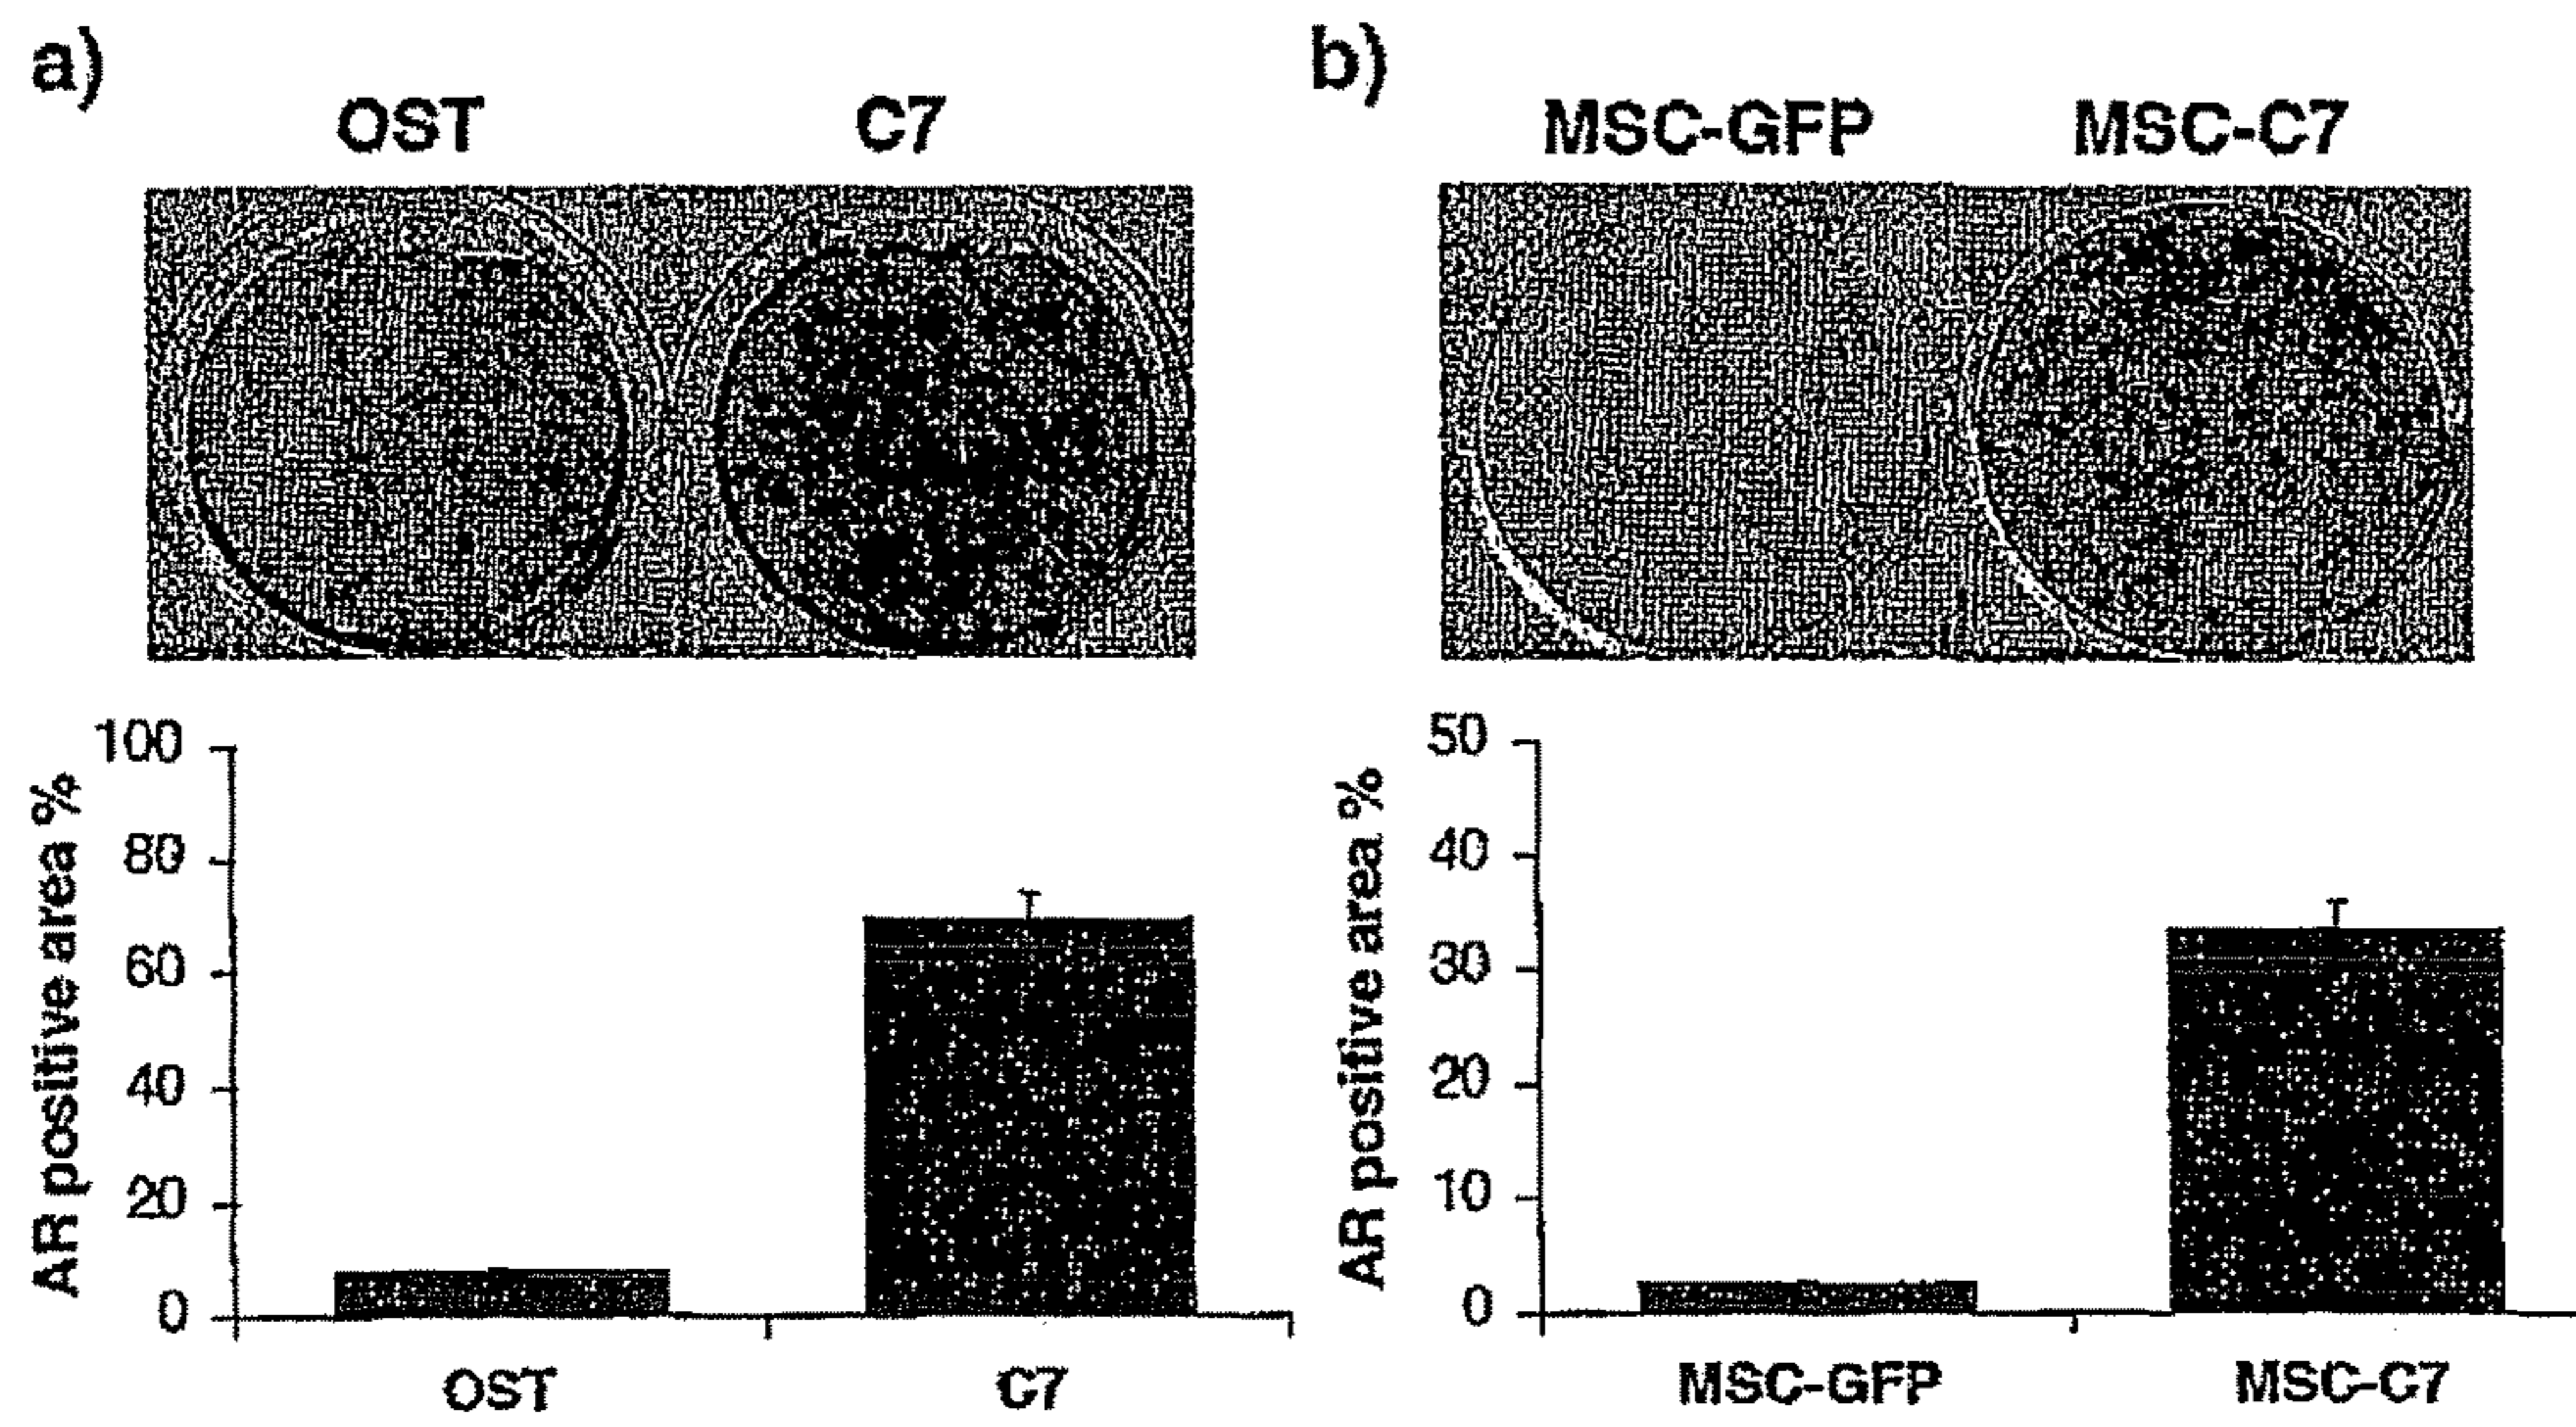 a)
OST C7
100
80
60
40
20
0
AR positive area %
OST C7
b)
MSC-GFP MSC-C7
50
40
30
20
10
0
AR positive area %
MSC-GFP MSC-C7